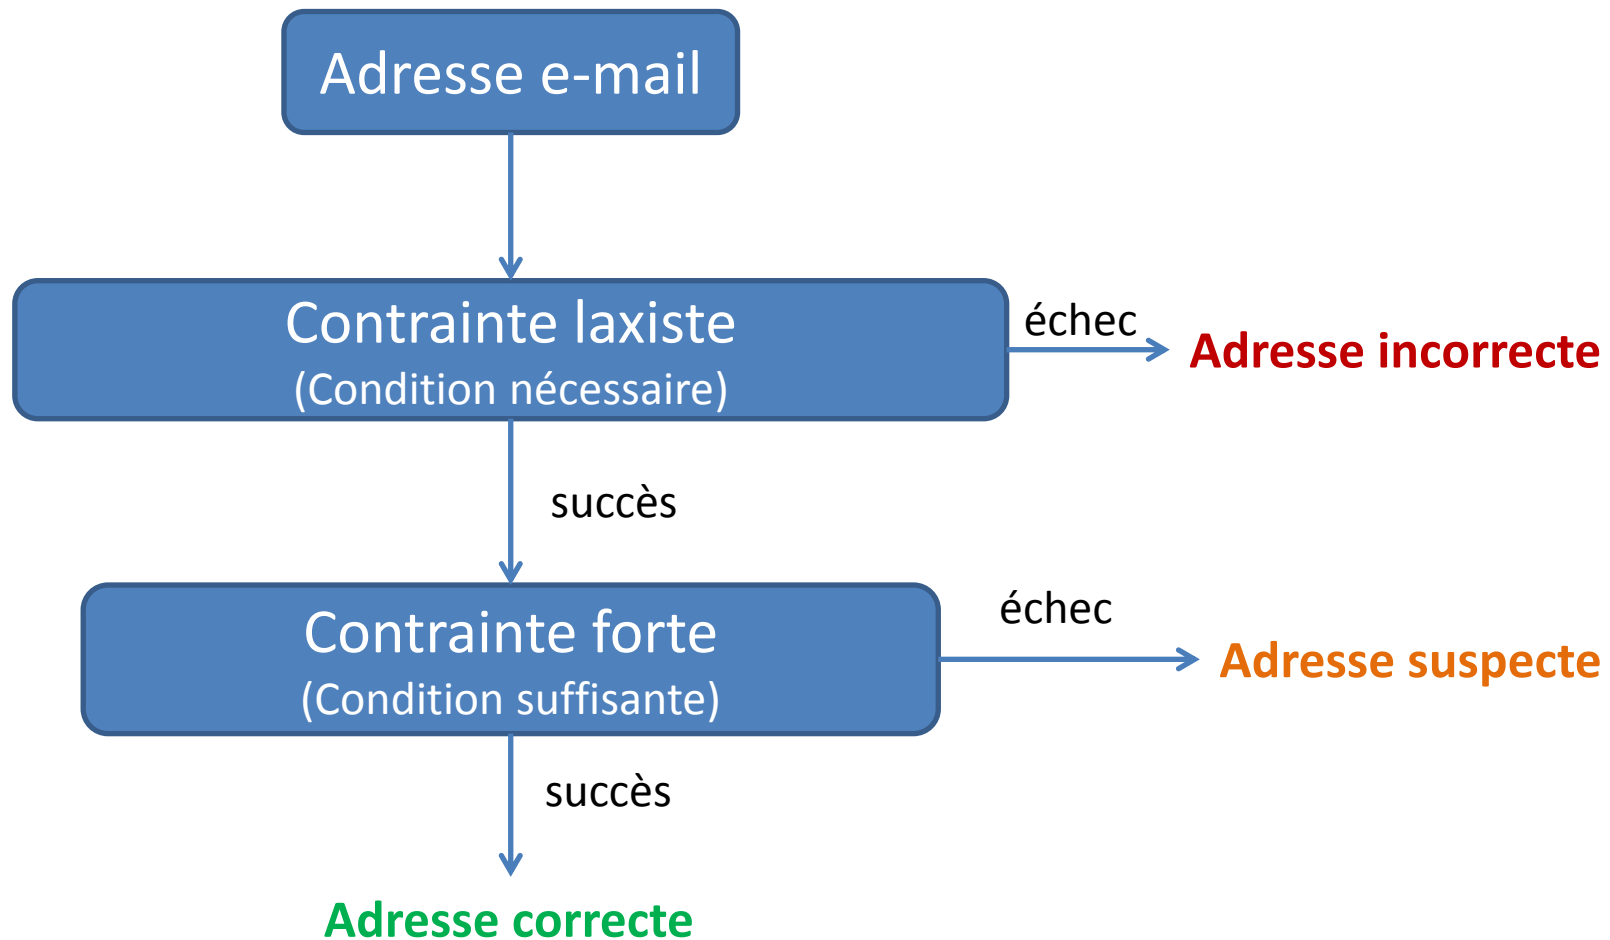 Adresse e-mail
Contrainte laxiste
(Condition nécessaire)
échec
Adresse incorrecte
succès
Contrainte forte
(Condition suffisante)
échec
Adresse suspecte
succès
Adresse correcte